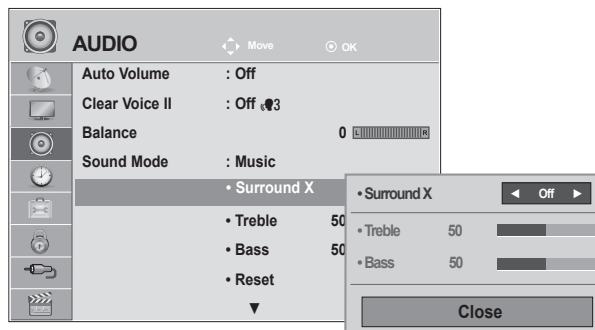 AUDIO Move OK
Auto Volume : Off
Clear Voice II : Off 3
Balance 0 L R
Sound Mode : Music
• Surround X
• Treble 50
• Bass 50
• Reset
▼
• Surround X ◄ Off ►
• Treble 50
• Bass 50
Close